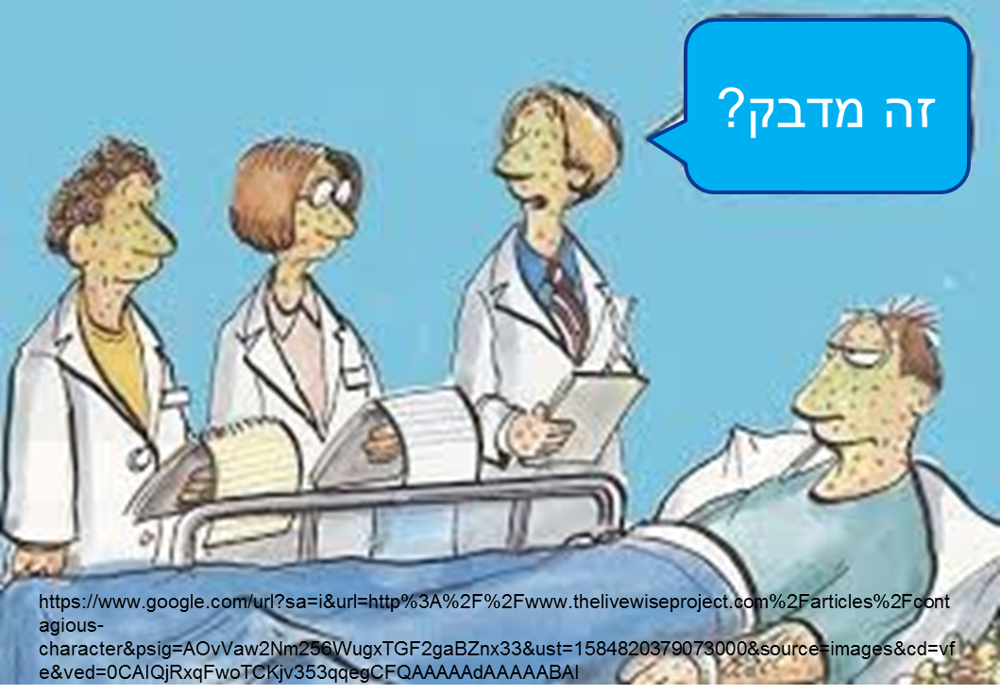 זה מדבק?
https://www.google.com/url?sa=i&url=http%3A%2F%2Fwww.thelivewiseproject.com%2Farticles%2Fcont
agious-
character&psig=AOvVaw2Nm256WugxTGF2gaBZnx33&ust=1584820379073000&source=images&cd=vf
e&ved=0CAIQjRxqFwoTCKjv353qqegCFQAAAAAdAAAAABAI